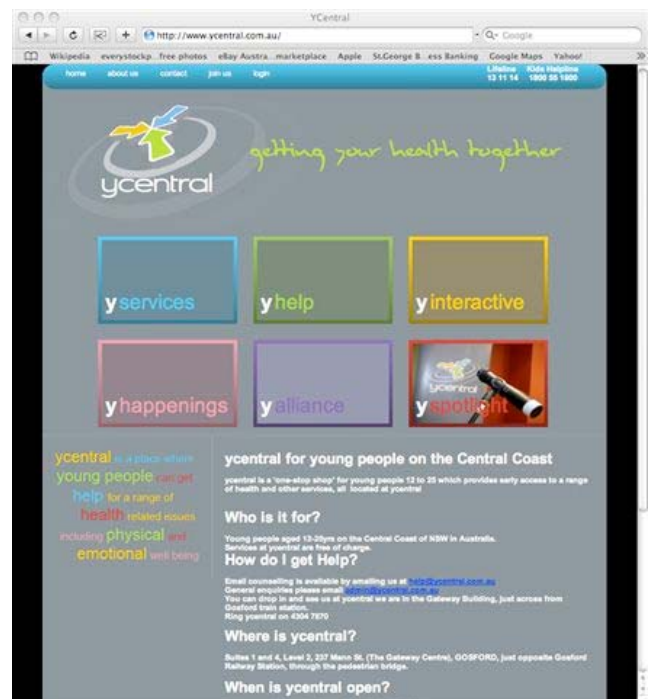 YCentral
http://www.ycentral.com.au/
Q- Google
Wikipedia everystockp...free photos eBay Austra...marketplace Apple St.George B...ess Banking Google Maps Yahoo!
home about us contact join us login
Lifeline Kids Helpline
13 11 14 1800 55 1800
ycentral
getting your health together
y services
y help
y interactive
y happenings
y alliance
ycentral
y spotlight
ycentral is a place where
young people can get
help for a range of
health related issues
including physical and
emotional well being
ycentral for young people on the Central Coast
ycentral is a 'one-stop shop' for young people 12 to 25 which provides early access to a range
of health and other services, all located at ycentral
Who is it for?
Young people aged 13-25yrs on the Central Coast of NSW in Australia.
Services at ycentral are free of charge.
How do I get Help?
Email counselling is available by emailing us at help@ycentral.com.au
General enquiries please email admin@ycentral.com.au
You can drop in and see us at ycentral we are in the Gateway Building, just across from
Gosford train station.
Ring ycentral on 4304 7870
Where is ycentral?
Suites 1 and 4, Level 2, 237 Mann St. (The Gateway Centre), GOSFORD, just opposite Gosford
Railway Station, through the pedestrian bridge.
When is ycentral open?